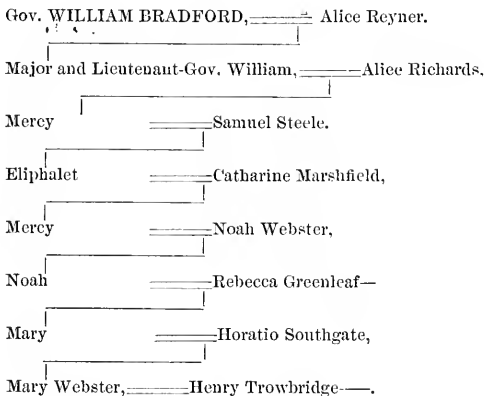 Gov. WILLIAM BRADFORD, Alice Reyner.
Major and Lieutenant-Gov. William, Alice Richards,
Mercy Samuel Steele.
Eliphalet Catharine Marshfield,
Mercy Noah Webster,
Noah Rebecca Greenleaf—
Mary Horatio Southgate,
Mary Webster, Henry Trowbridge——.